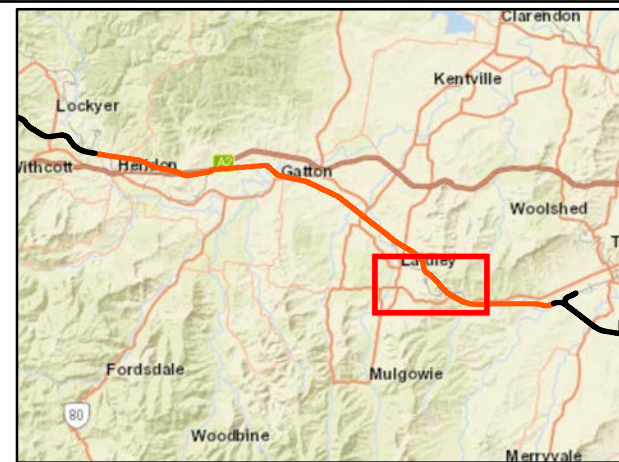 Clarendon
Kentville
Lockyer
Withcott
Helidon
A2
Gatton
Woolshed
T
Laidley
Fordsdale
Mulgowie
80
Woodbine
Merryvale